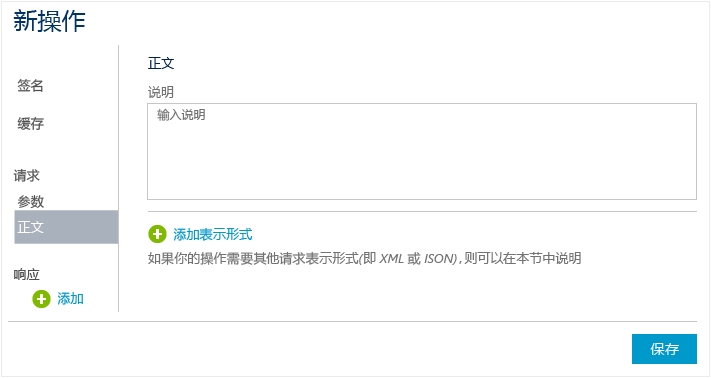 新操作
签名
缓存
请求
参数
正文
响应
添加
正文
说明
输入说明
添加表示形式
如果你的操作需要其他请求表示形式(即 XML 或 ISON) ,则可以在本节中说明
保存